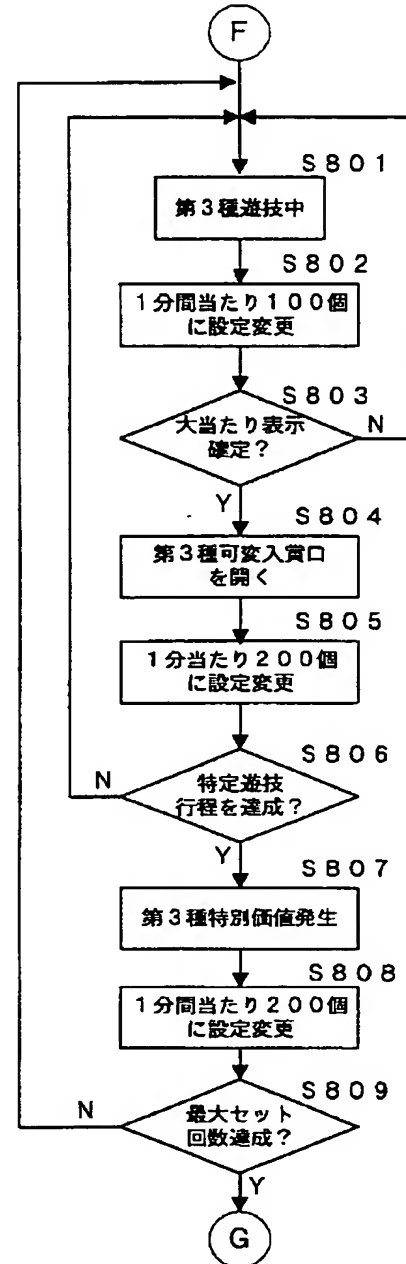 F
S801
第3種遊技中
S802
1分間当たり100個
に設定変更
S803
大当たり表示
確定?
N
Y
S804
第3種可変入賞口
を開く
S805
1分当たり200個
に設定変更
S806
特定遊技
行程を達成?
N
Y
S807
第3種特別価値発生
S808
1分間当たり200個
に設定変更
S809
最大セット
回数達成?
N
Y
G